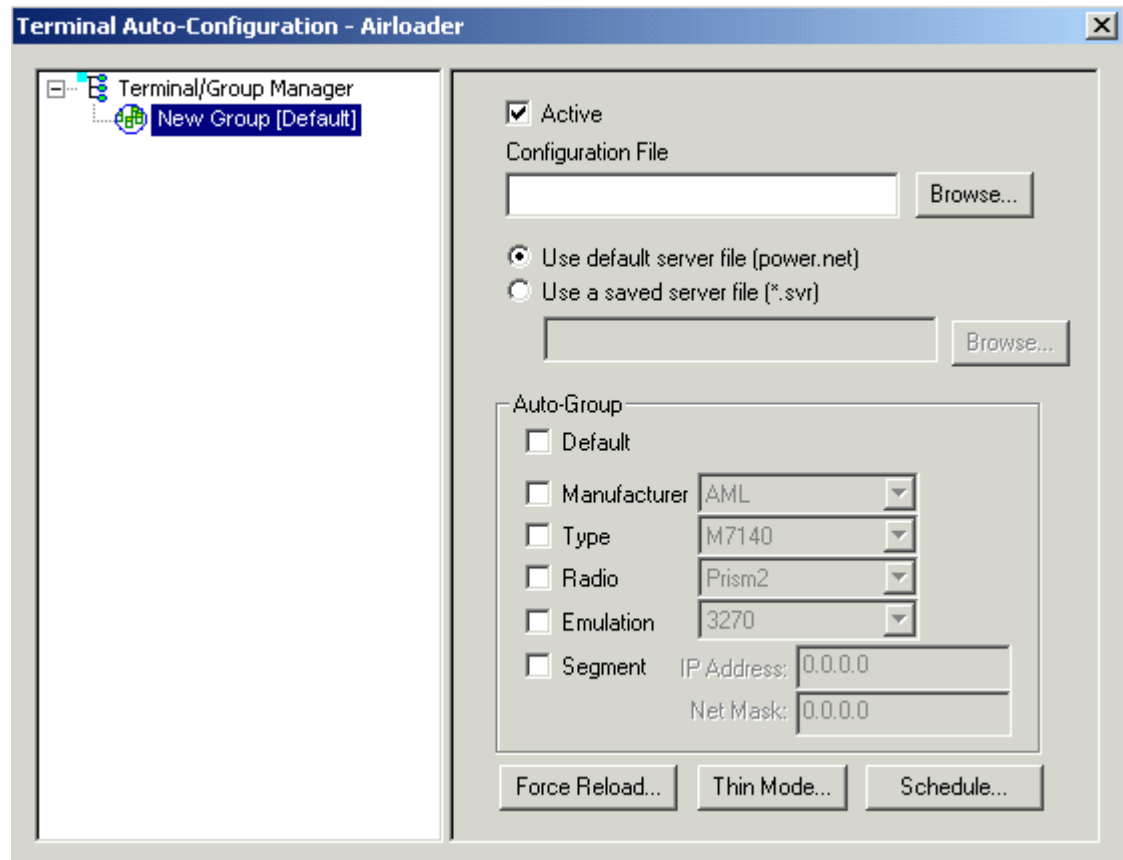 Terminal Auto-Configuration - Airloader
Terminal/Group Manager
New Group [Default]
Active
Configuration File
Browse...
Use default server file (power.net)
Use a saved server file (*.svr)
Browse...
Auto-Group
Default
Manufacturer AML
Type M7140
Radio Prism2
Emulation 3270
Segment IP Address: 0.0.0.0
Net Mask: 0.0.0.0
Force Reload... Thin Mode... Schedule...